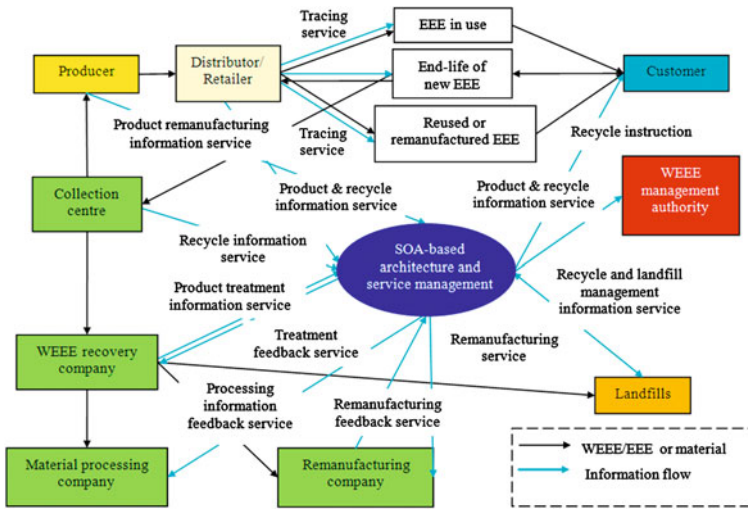 Tracing
service
EEE in use
Producer
Distributor/
Retailer
End-life of
new EEE
Customer
Product remanufacturing
information service
Tracing
service
Reused or
remanufactured EEE
Recycle instruction
Collection
centre
Product & recycle
information service
Product & recycle
information service
WEEE
management
authority
Recycle information
service
SOA-based
architecture and
service management
Product treatment
information service
Recycle and landfill
management
information service
WEEE recovery
company
Treatment
feedback service
Remanufacturing
service
Landfills
Processing
information
feedback service
Remanufacturing
feedback service
Material processing
company
Remanufacturing
company
WEEE/EEE or material
Information flow